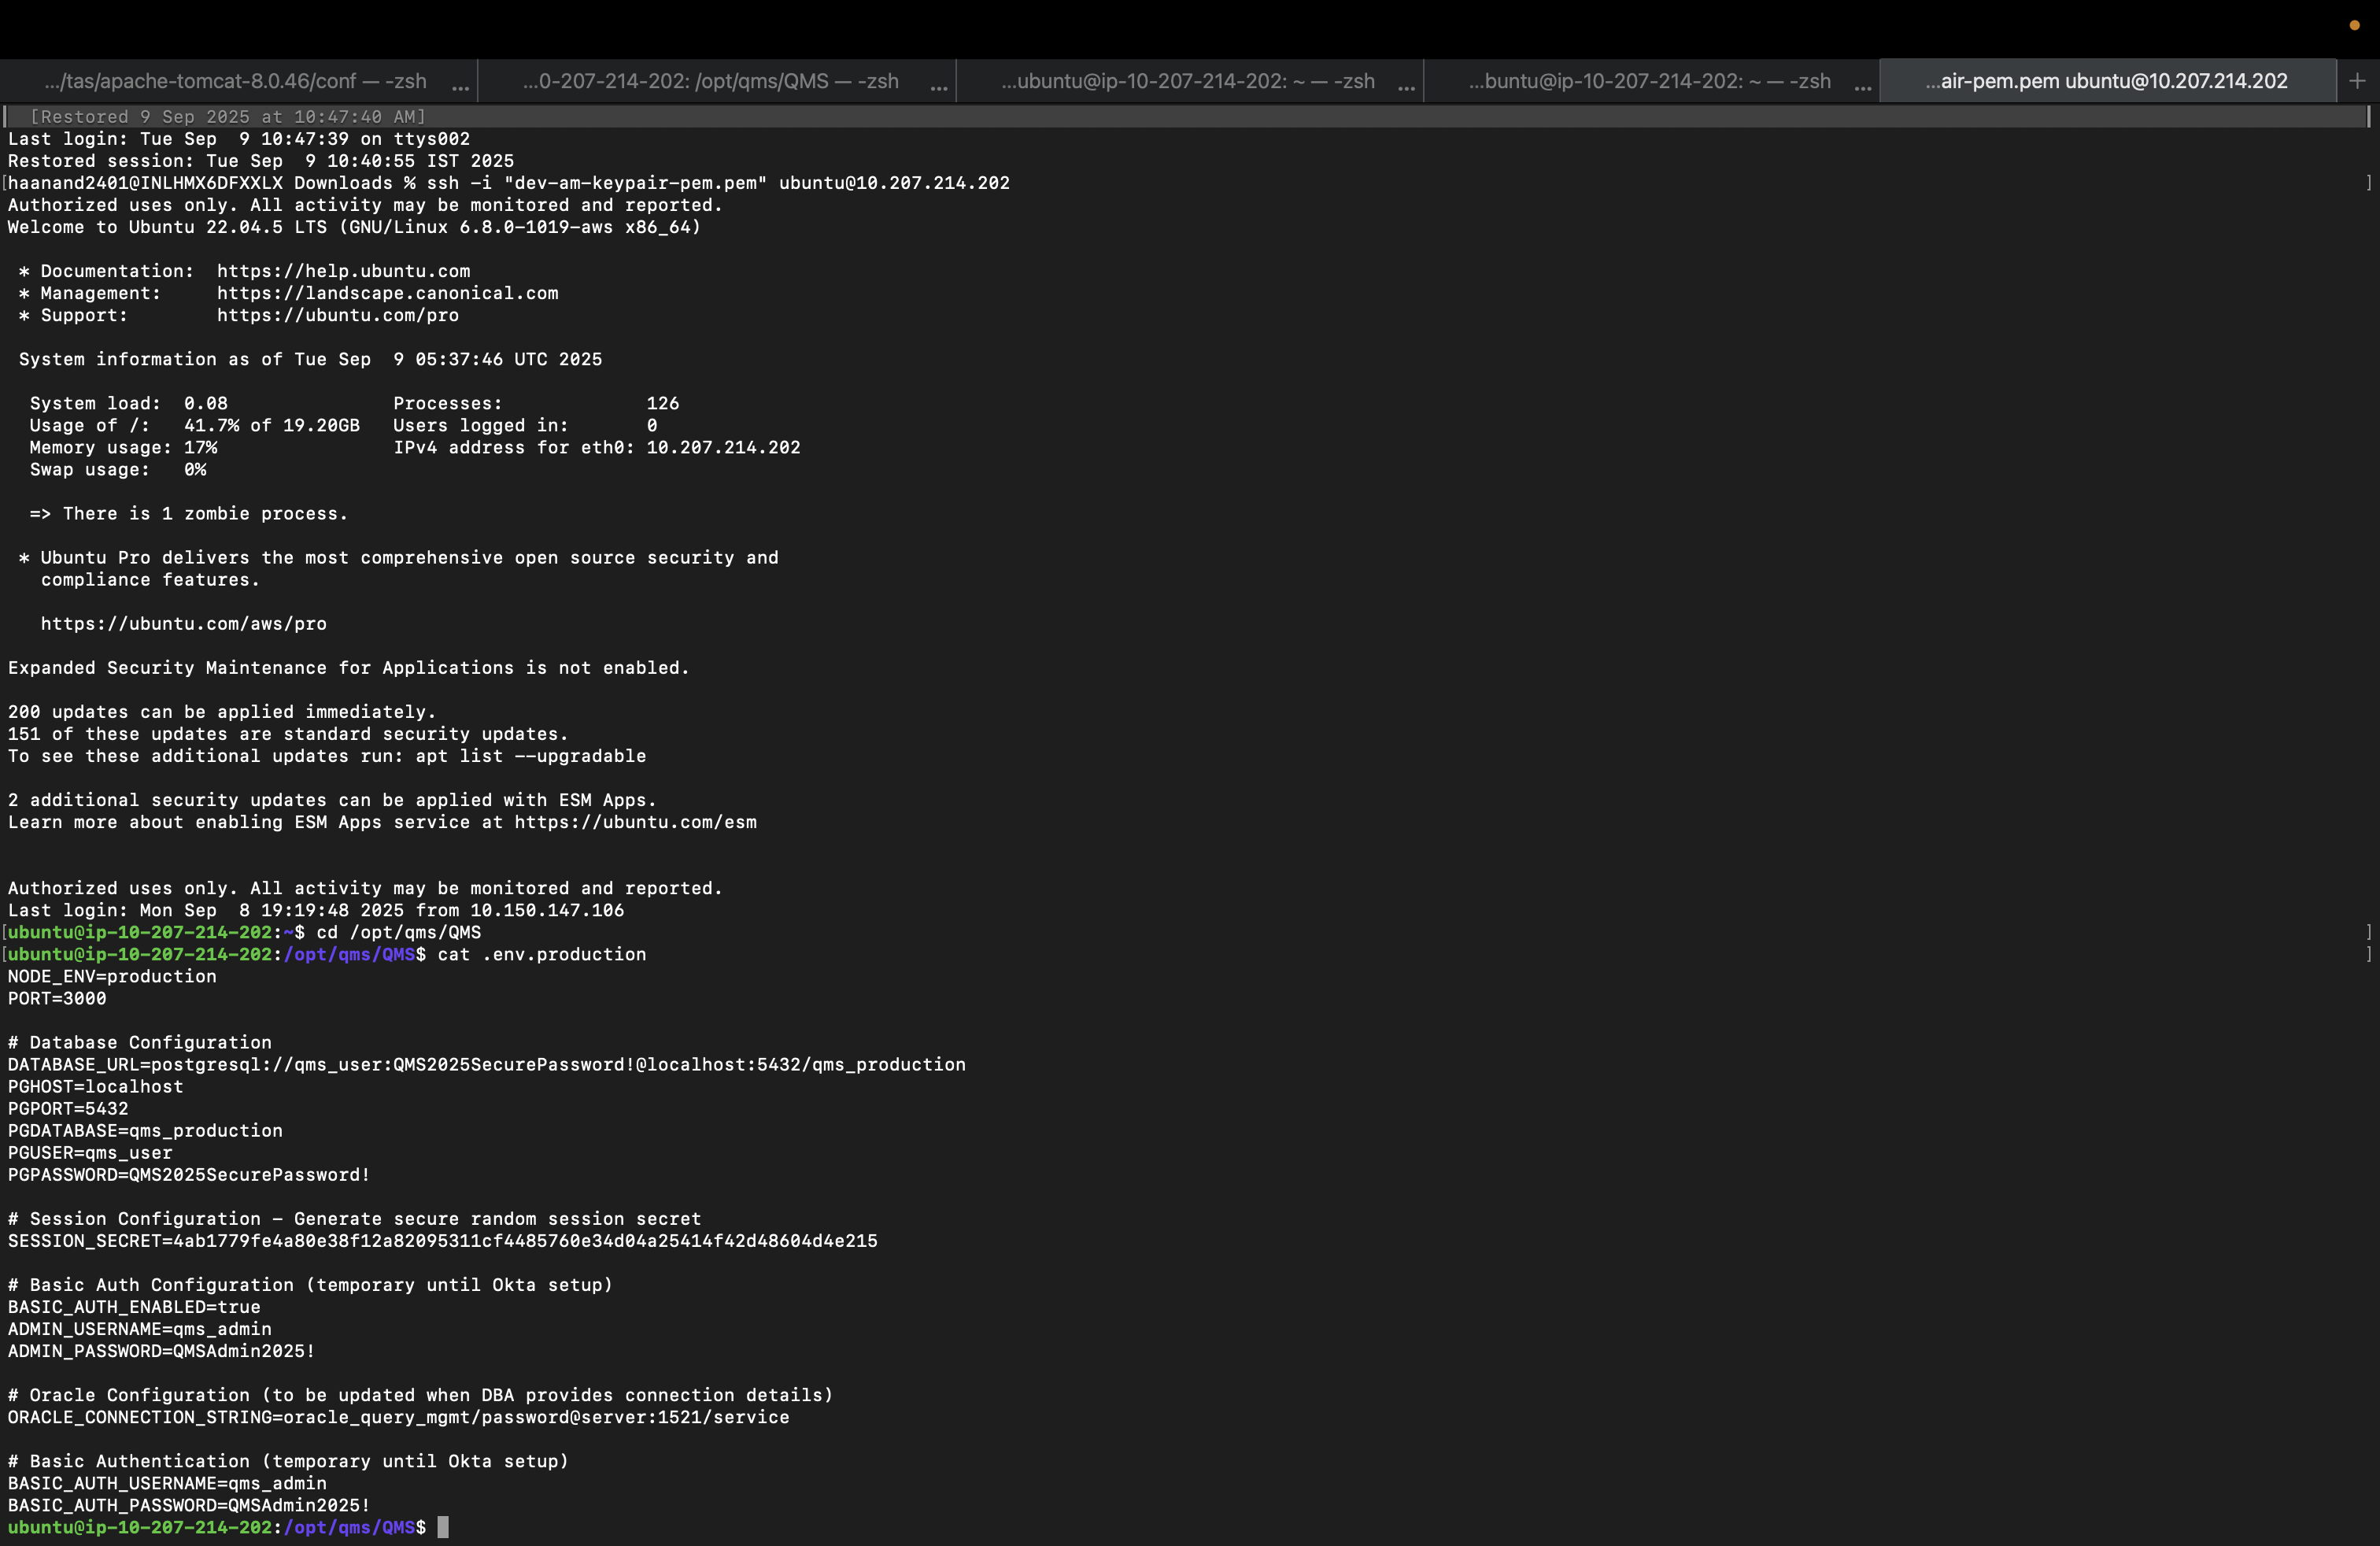 .../tas/apache-tomcat-8.0.46/conf — -zsh ...
...0-207-214-202: /opt/qms/QMS — -zsh ...
...ubuntu@ip-10-207-214-202: ~ — -zsh ...
...buntu@ip-10-207-214-202: ~ — -zsh ...
...air-pem.pem ubuntu@10.207.214.202 +
[Restored 9 Sep 2025 at 10:47:40 AM]
Last login: Tue Sep  9 10:47:39 on ttys002
Restored session: Tue Sep  9 10:40:55 IST 2025
[haanand2401@INLHMX6DFXXLX Downloads % ssh -i "dev-am-keypair-pem.pem" ubuntu@10.207.214.202 ]
Authorized uses only. All activity may be monitored and reported.
Welcome to Ubuntu 22.04.5 LTS (GNU/Linux 6.8.0-1019-aws x86_64)
* Documentation:  https://help.ubuntu.com
* Management:     https://landscape.canonical.com
* Support:        https://ubuntu.com/pro
System information as of Tue Sep  9 05:37:46 UTC 2025
System load:  0.08               Processes:             126
Usage of /:   41.7% of 19.20GB   Users logged in:       0
Memory usage: 17%                IPv4 address for eth0: 10.207.214.202
Swap usage:   0%
=> There is 1 zombie process.
* Ubuntu Pro delivers the most comprehensive open source security and
compliance features.
https://ubuntu.com/aws/pro
Expanded Security Maintenance for Applications is not enabled.
200 updates can be applied immediately.
151 of these updates are standard security updates.
To see these additional updates run: apt list --upgradable
2 additional security updates can be applied with ESM Apps.
Learn more about enabling ESM Apps service at https://ubuntu.com/esm
Authorized uses only. All activity may be monitored and reported.
Last login: Mon Sep  8 19:19:48 2025 from 10.150.147.106
[ubuntu@ip-10-207-214-202:~$ cd /opt/qms/QMS ]
[ubuntu@ip-10-207-214-202:/opt/qms/QMS$ cat .env.production ]
NODE_ENV=production
PORT=3000
# Database Configuration
DATABASE_URL=postgresql://qms_user:QMS2025SecurePassword!@localhost:5432/qms_production
PGHOST=localhost
PGPORT=5432
PGDATABASE=qms_production
PGUSER=qms_user
PGPASSWORD=QMS2025SecurePassword!
# Session Configuration - Generate secure random session secret
SESSION_SECRET=4ab1779fe4a80e38f12a82095311cf4485760e34d04a25414f42d48604d4e215
# Basic Auth Configuration (temporary until Okta setup)
BASIC_AUTH_ENABLED=true
ADMIN_USERNAME=qms_admin
ADMIN_PASSWORD=QMSAdmin2025!
# Oracle Configuration (to be updated when DBA provides connection details)
ORACLE_CONNECTION_STRING=oracle_query_mgmt/password@server:1521/service
# Basic Authentication (temporary until Okta setup)
BASIC_AUTH_USERNAME=qms_admin
BASIC_AUTH_PASSWORD=QMSAdmin2025!
ubuntu@ip-10-207-214-202:/opt/qms/QMS$